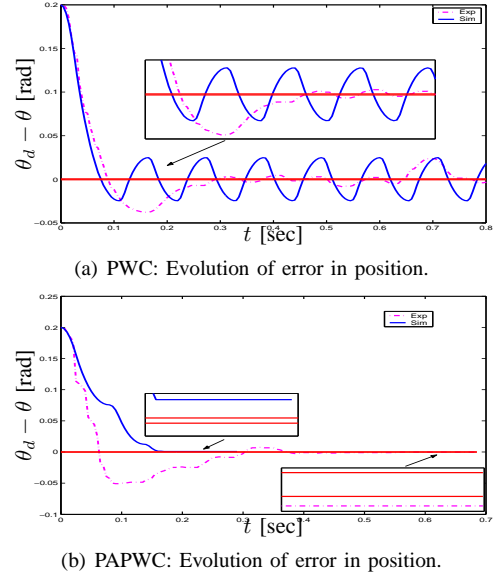 Exp
Sim
0.2
0.15
0.1
0.05
0
−0.05
θd − θ [rad]
0 0.1 0.2 0.3 0.4 0.5 0.6 0.7 0.8
t [sec]
(a) PWC: Evolution of error in position.
Exp
Sim
0.25
0.2
0.15
0.1
0.05
0
−0.05
−0.1
θd − θ [rad]
0 0.1 0.2 0.3 0.4 0.5 0.6 0.7
t [sec]
(b) PAPWC: Evolution of error in position.